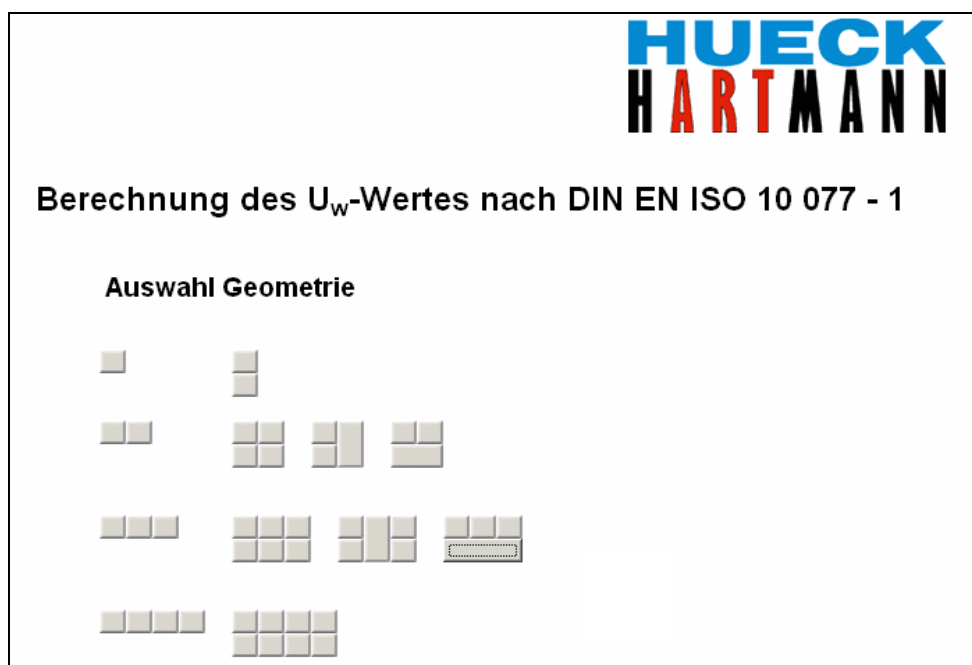 HUECK
HARTMANN
Berechnung des Uw-Wertes nach DIN EN ISO 10 077 - 1
Auswahl Geometrie